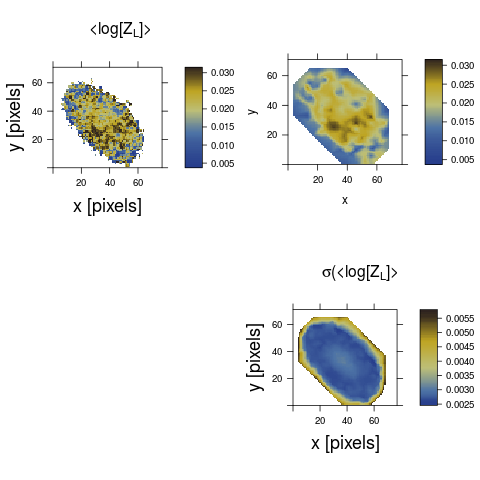 <log[Z_L]>
60
40
20
20 40 60
x [pixels]
y [pixels]
0.030
0.025
0.020
0.015
0.010
0.005
60
40
20
20 40 60
x
y
0.030
0.025
0.020
0.015
0.010
0.005
σ(<log[Z_L]>
60
40
20
20 40 60
x [pixels]
y [pixels]
0.0055
0.0050
0.0045
0.0040
0.0035
0.0030
0.0025